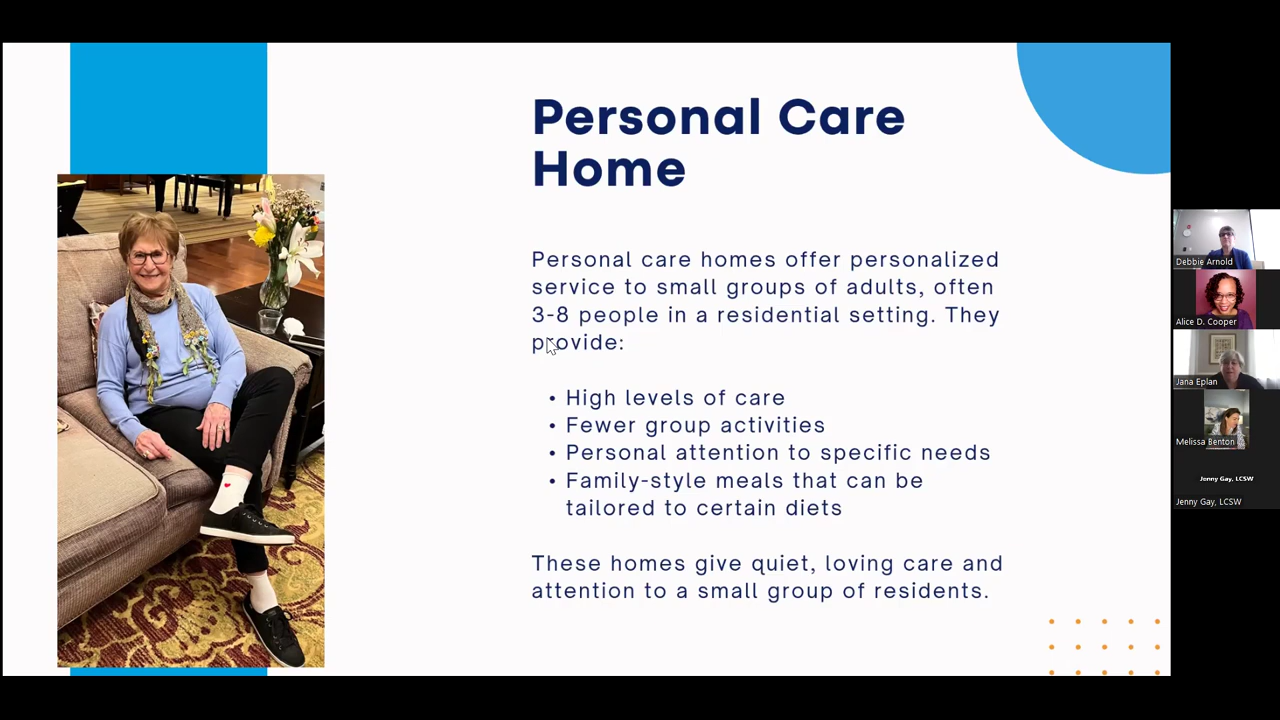 Personal Care
Home
Personal care homes offer personalized
service to small groups of adults, often
3-8 people in a residential setting. They
provide:
• High levels of care
• Fewer group activities
• Personal attention to specific needs
• Family-style meals that can be
tailored to certain diets
These homes give quiet, loving care and
attention to a small group of residents.
Debbie Arnold
Alice D. Cooper
Jana Eplan
Melissa Benton
Jenny Gay, LCSW
Jenny Gay, LCSW